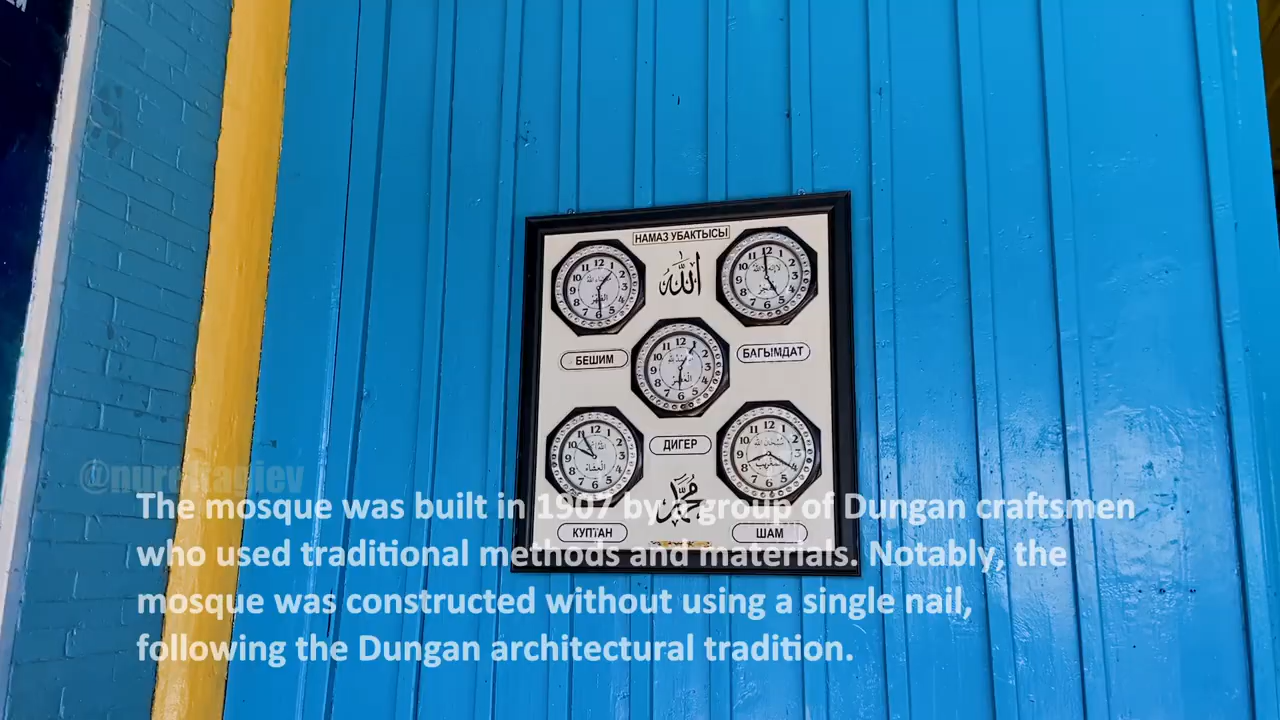 НАМАЗ УБАКТЫСЫ
الله
БЕШИМ
БАГЫМДАТ
ДИГЕР
محمد
КУПТАН
ШАМ
The mosque was built in 1907 by a group of Dungan craftsmen
who used traditional methods and materials. Notably, the
mosque was constructed without using a single nail,
following the Dungan architectural tradition.